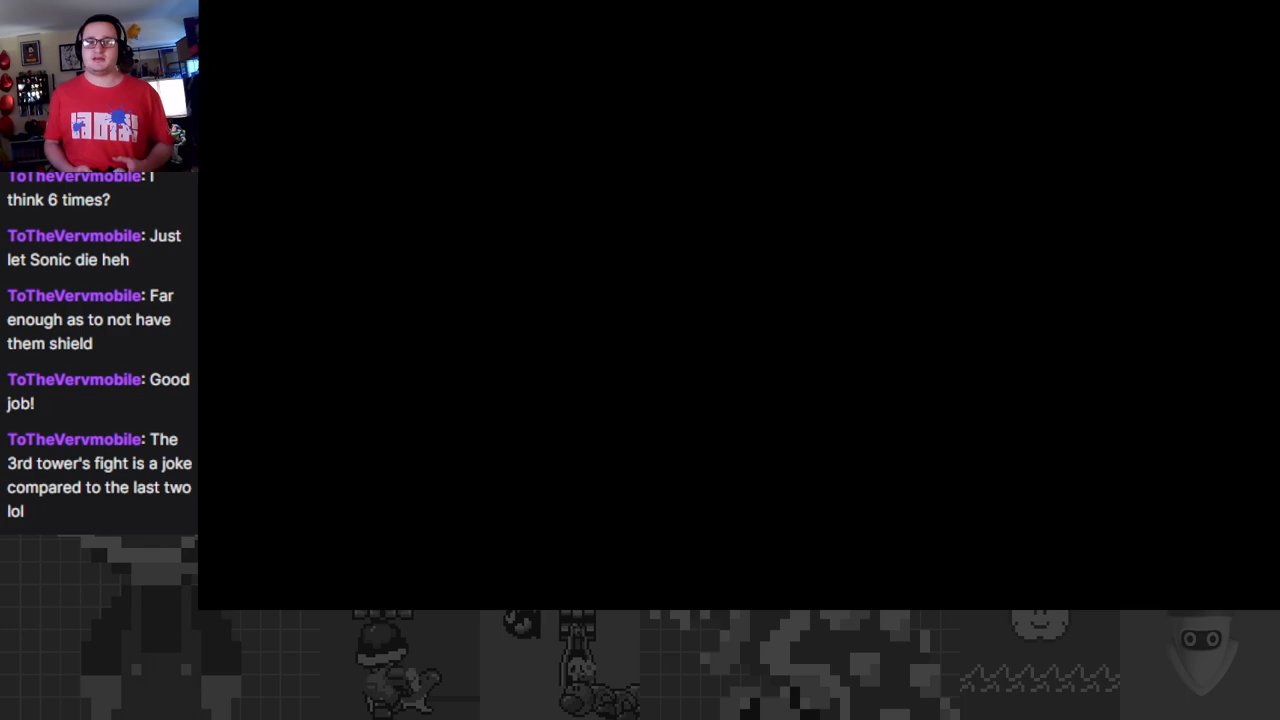 ToTheVervmobile: I
think 6 times?
ToTheVervmobile: Just
let Sonic die heh
ToTheVervmobile: Far
enough as to not have
them shield
ToTheVervmobile: Good
job!
ToTheVervmobile: The
3rd tower's fight is a joke
compared to the last two
lol